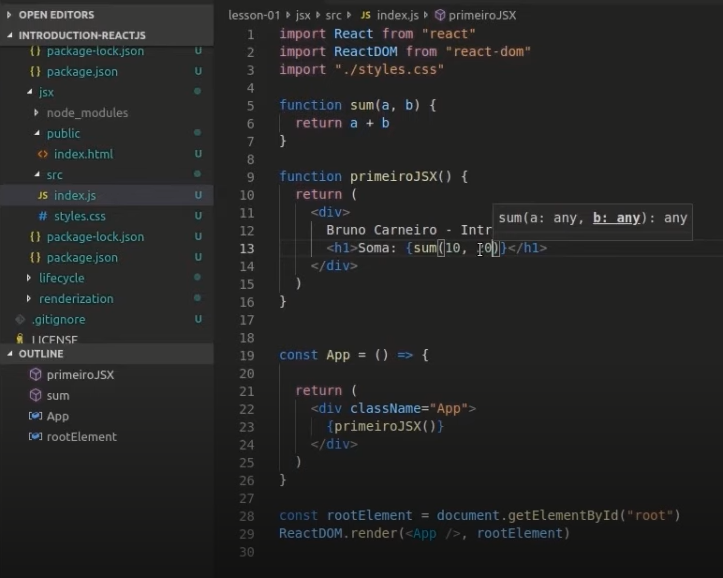 OPEN EDITORS
INTRODUCTION-REACTJS
{} package-lock.json U
{} package.json U
jsx
node_modules
public
<> index.html U
src
JS index.js U
# styles.css U
{} package-lock.json U
{} package.json U
lifecycle
renderization
.gitignore U
LICENSE
OUTLINE
primeiroJSX
sum
App
rootElement
lesson-01 jsx src JS index.js primeiroJSX
1 import React from "react"
2 import ReactDOM from "react-dom"
3 import "./styles.css"
4
5 function sum(a, b) {
6 return a + b
7 }
8
9 function primeiroJSX() {
10 return (
11 <div>
sum(a: any, b: any): any
12 Bruno Carneiro - Intr
13 <h1>Soma: {sum(10, 0)}</h1>
14 </div>
15 )
16 }
17
18
19 const App = () => {
20
21 return (
22 <div className="App">
23 {primeiroJSX()}
24 </div>
25 )
26 }
27
28 const rootElement = document.getElementById("root")
29 ReactDOM.render(<App />, rootElement)
30